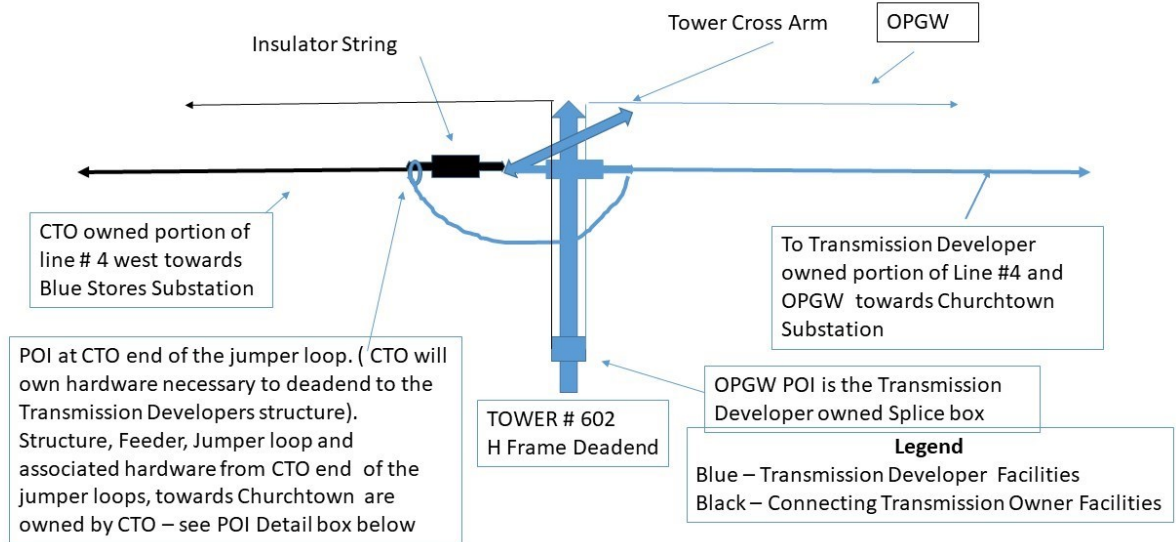 Insulator String
Tower Cross Arm
OPGW
CTO owned portion of
line # 4 west towards
Blue Stores Substation
To Transmission Developer
owned portion of Line #4 and
OPGW towards Churchtown
Substation
POI at CTO end of the jumper loop. ( CTO will
own hardware necessary to deadend to the
Transmission Developers structure).
Structure, Feeder, Jumper loop and
associated hardware from CTO end of the
jumper loops, towards Churchtown are
owned by CTO – see POI Detail box below
TOWER # 602
H Frame Deadend
OPGW POI is the Transmission
Developer owned Splice box
Legend
Blue – Transmission Developer Facilities
Black – Connecting Transmission Owner Facilities